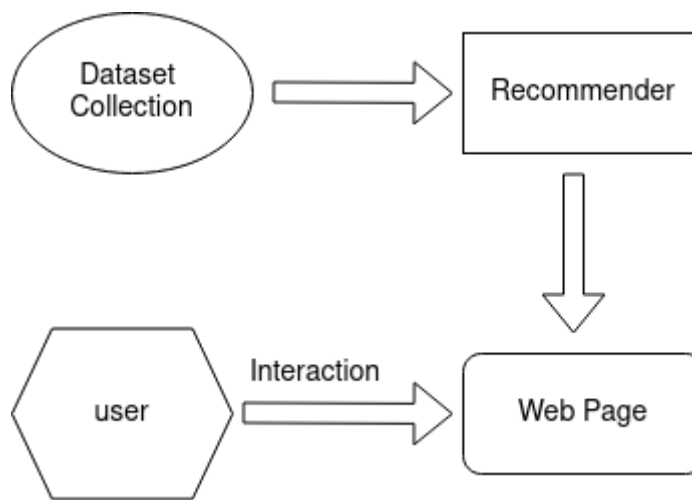 Dataset
Collection
Recommender
Interaction
user
Web Page